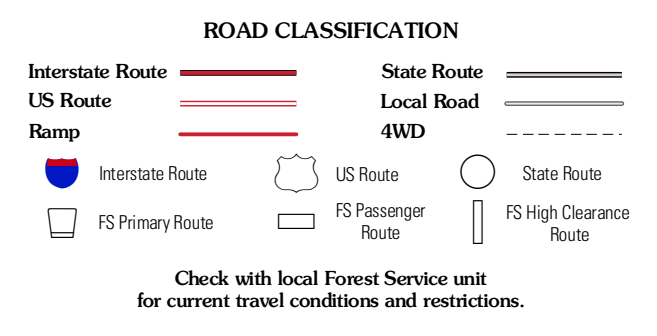 ROAD CLASSIFICATION
Interstate Route
State Route
US Route
Local Road
Ramp
4WD
Interstate Route
US Route
State Route
FS Primary Route
FS Passenger
Route
FS High Clearance
Route
Check with local Forest Service unit
for current travel conditions and restrictions.